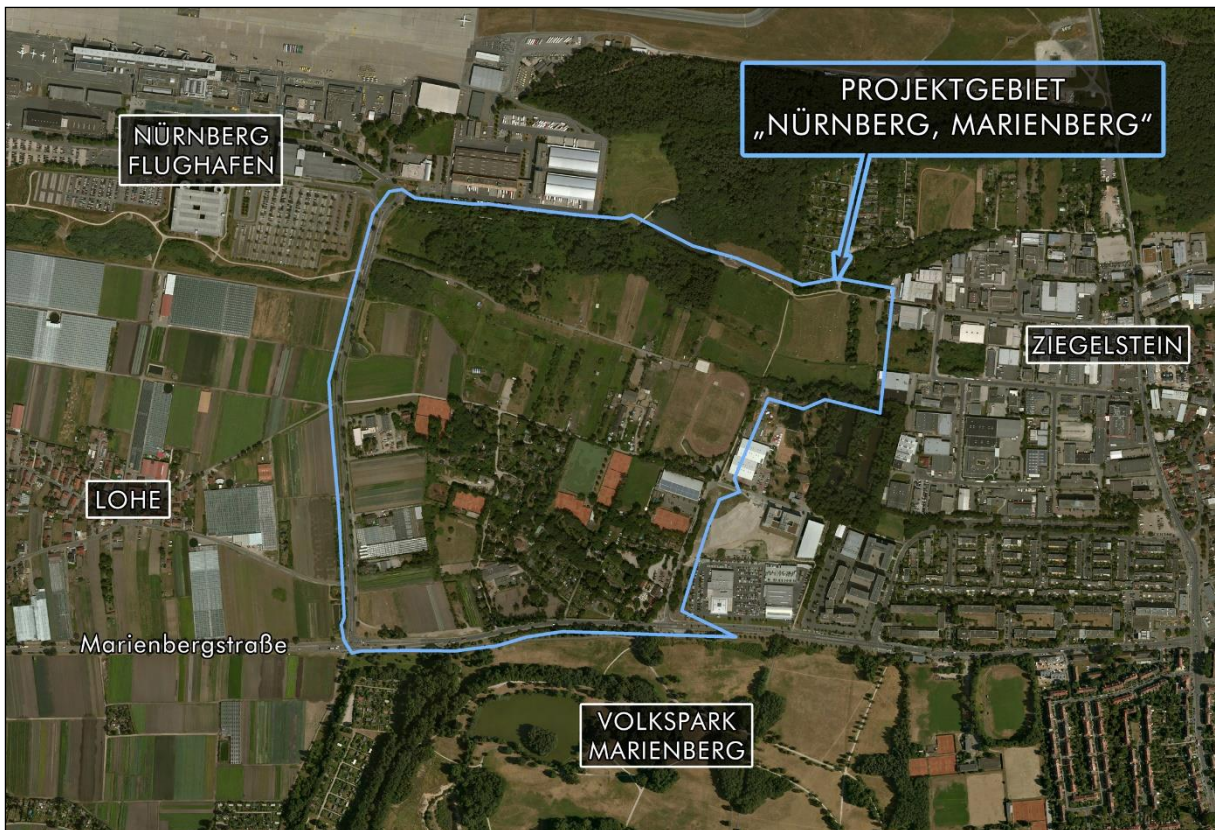 PROJEKTGEBIET
„NÜRNBERG, MARIENBERG“
NÜRNBERG
FLUGHAFEN
ZIEGELSTEIN
LOHE
Marienbergstraße
VOLKSPARK
MARIENBERG